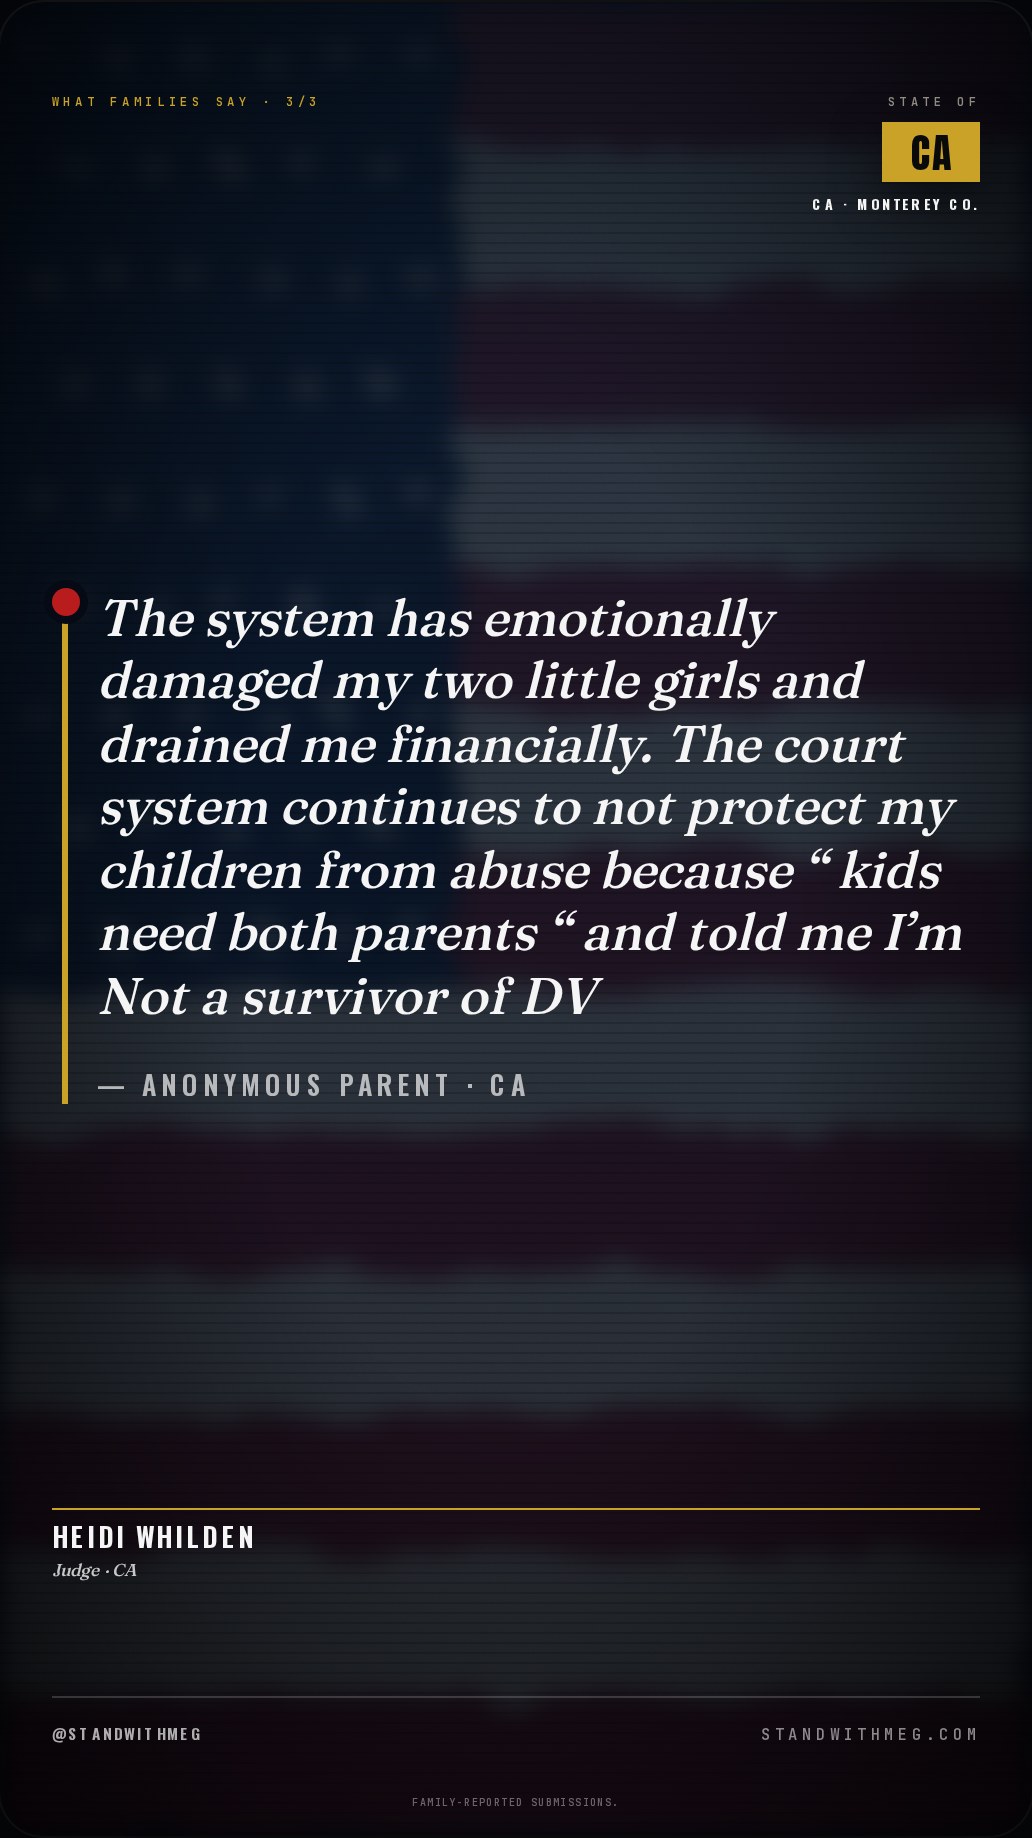 WHAT FAMILIES SAY · 3/3
STATE OF
CA
CA · MONTEREY CO.
The system has emotionally
damaged my two little girls and
drained me financially. The court
system continues to not protect my
children from abuse because “ kids
need both parents “ and told me I’m
Not a survivor of DV
— ANONYMOUS PARENT · CA
HEIDI WHILDEN
Judge · CA
@STANDWITHMEG
STANDWITHMEG.COM
FAMILY-REPORTED SUBMISSIONS.